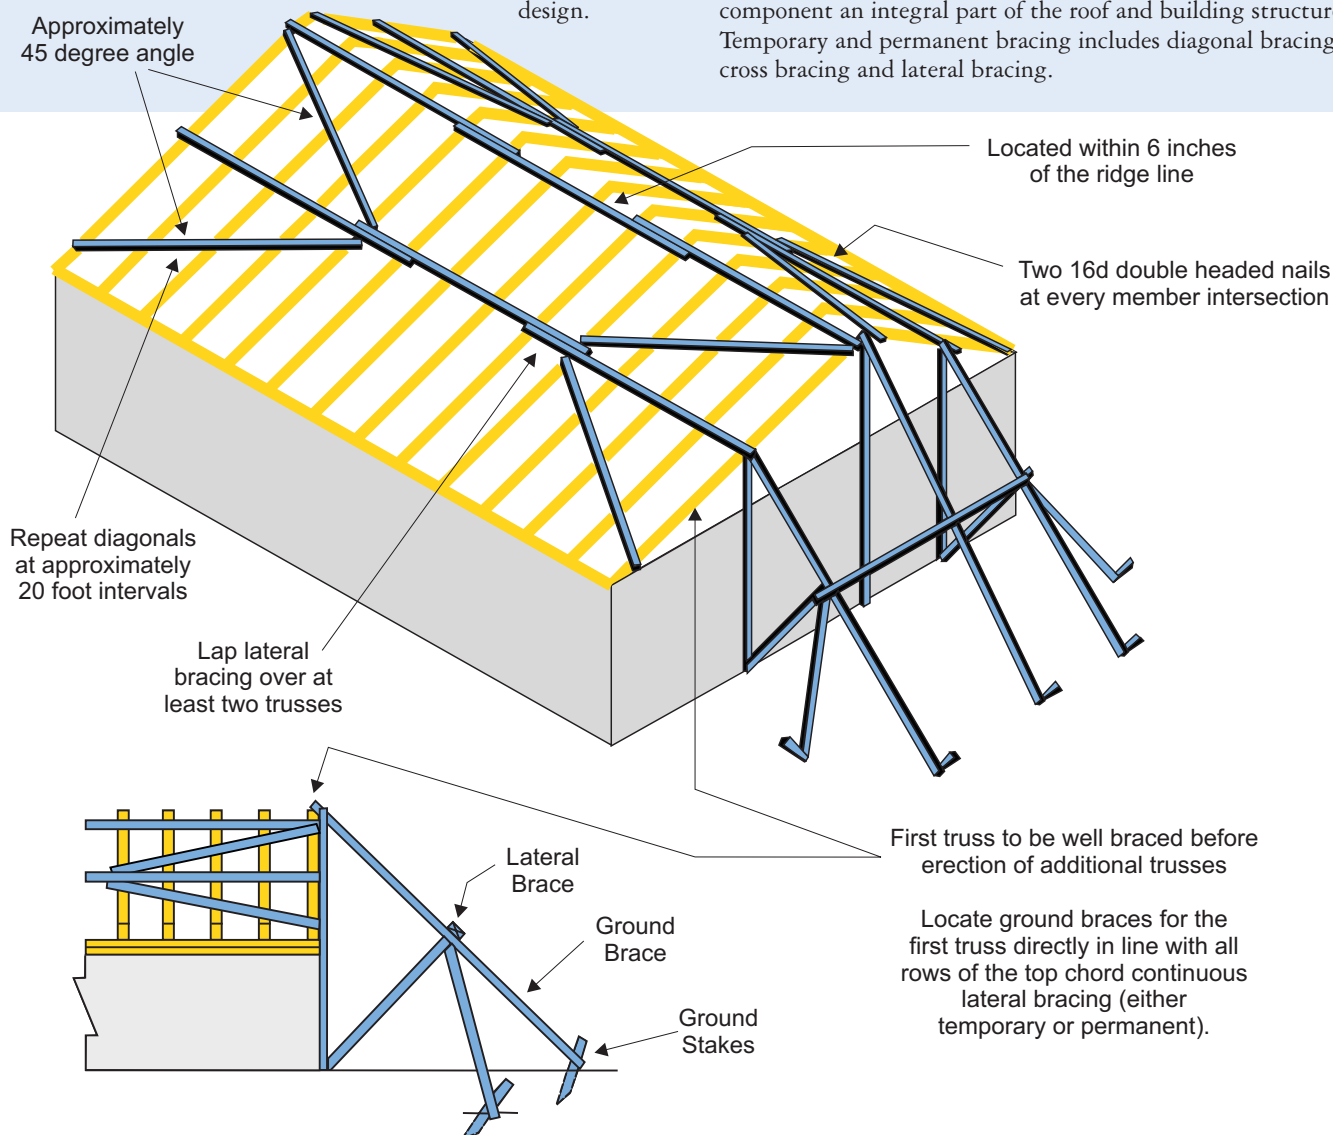 design.
component an integral part of the roof and building structure
Temporary and permanent bracing includes diagonal bracing
cross bracing and lateral bracing.
Approximately
45 degree angle
Located within 6 inches
of the ridge line
Two 16d double headed nails
at every member intersection
Repeat diagonals
at approximately
20 foot intervals
Lap lateral
bracing over at
least two trusses
First truss to be well braced before
erection of additional trusses
Locate ground braces for the
first truss directly in line with all
rows of the top chord continuous
lateral bracing (either
temporary or permanent).
Lateral
Brace
Ground
Brace
Ground
Stakes